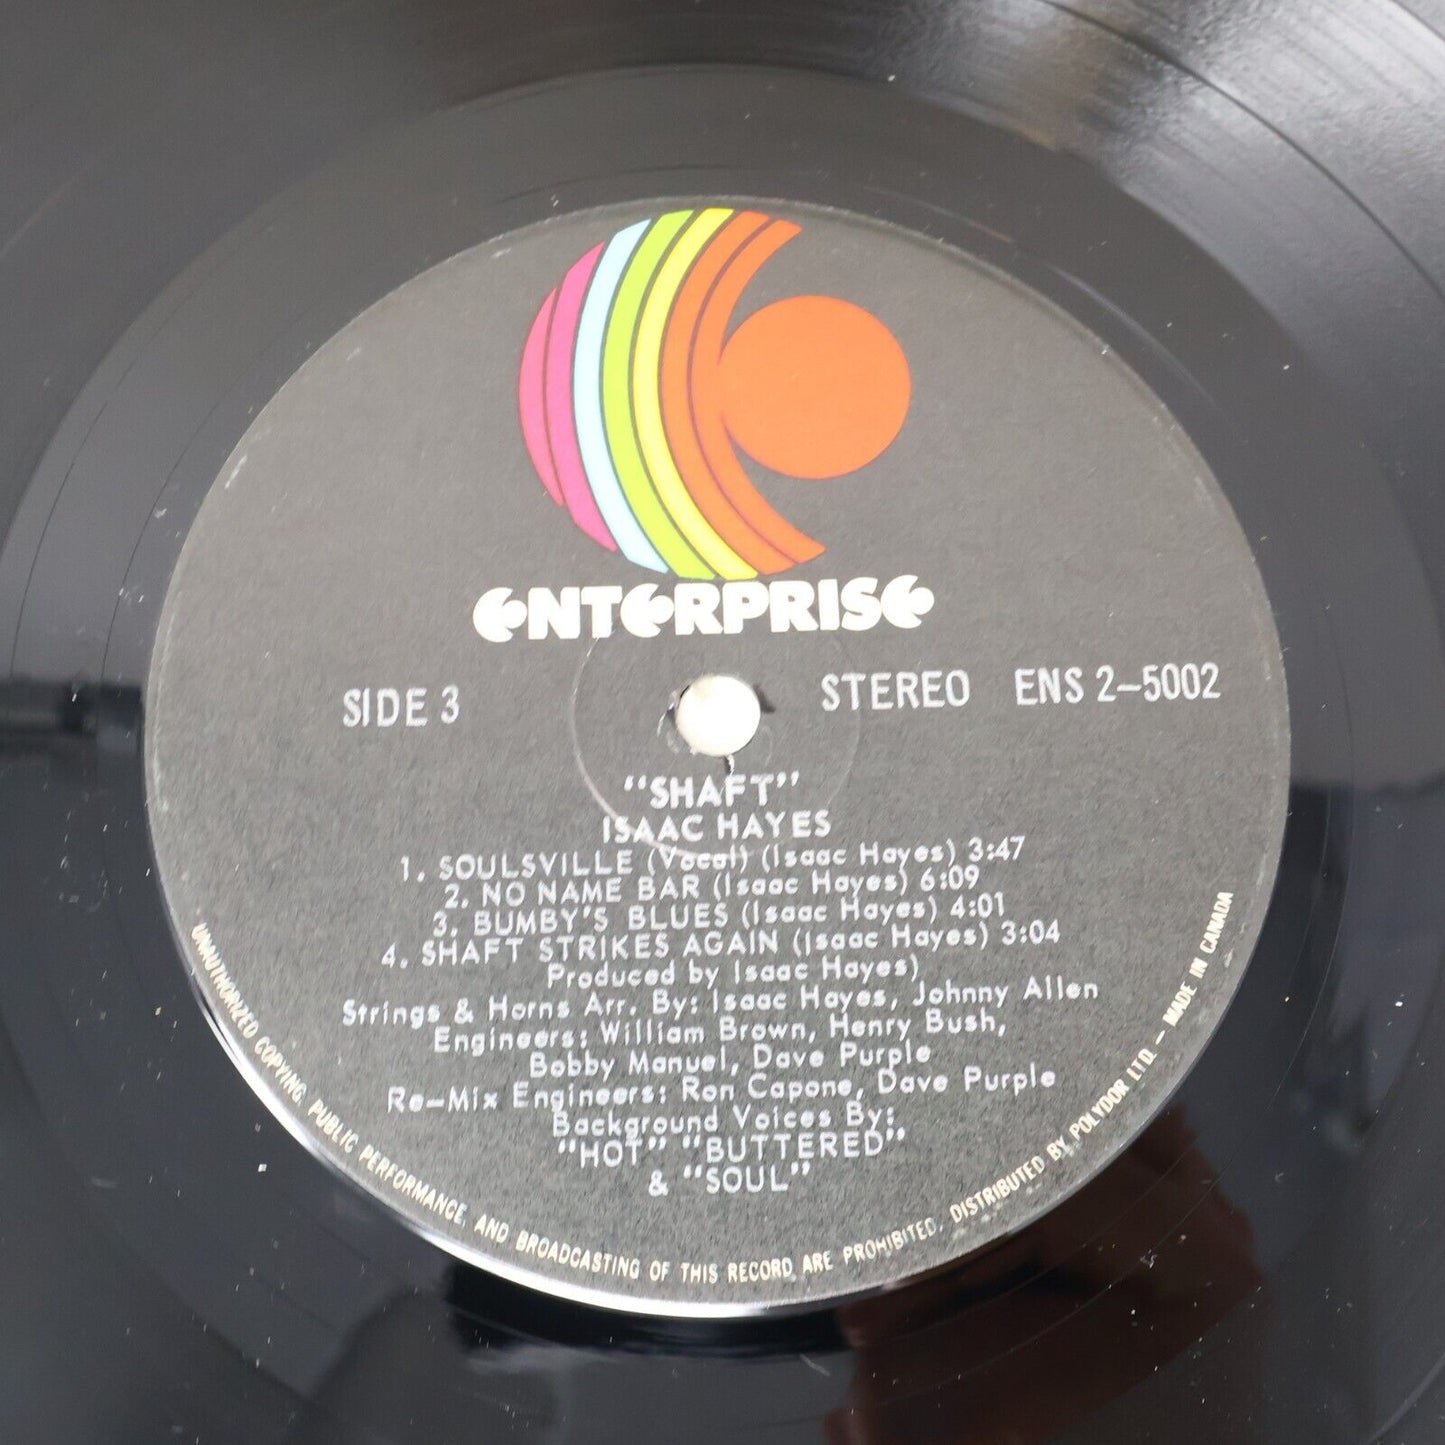 ENTERPRISE
SIDE 3
STEREO ENS 2-5002
"SHAFT"
ISAAC HAYES
1. SOULSVILLE (Vocal) (Isaac Hayes) 3:47
2. NO NAME BAR (Isaac Hayes) 6:09
3. BUMBY'S BLUES (Isaac Hayes) 4:01
4. SHAFT STRIKES AGAIN (Isaac Hayes) 3:04
Produced by Isaac Hayes)
Strings & Horns Arr. By: Isaac Hayes, Johnny Allen
Engineers: William Brown, Henry Bush,
Bobby Manuel, Dave Purple
Re-Mix Engineers: Ron Capone, Dave Purple
Background Voices By:
"HOT" "BUTTERED"
& "SOUL"
UNAUTHORIZED COPYING, PUBLIC PERFORMANCE, AND BROADCASTING OF THIS RECORD ARE PROHIBITED. DISTRIBUTED BY POLYDOR LTD. – MADE IN CANADA